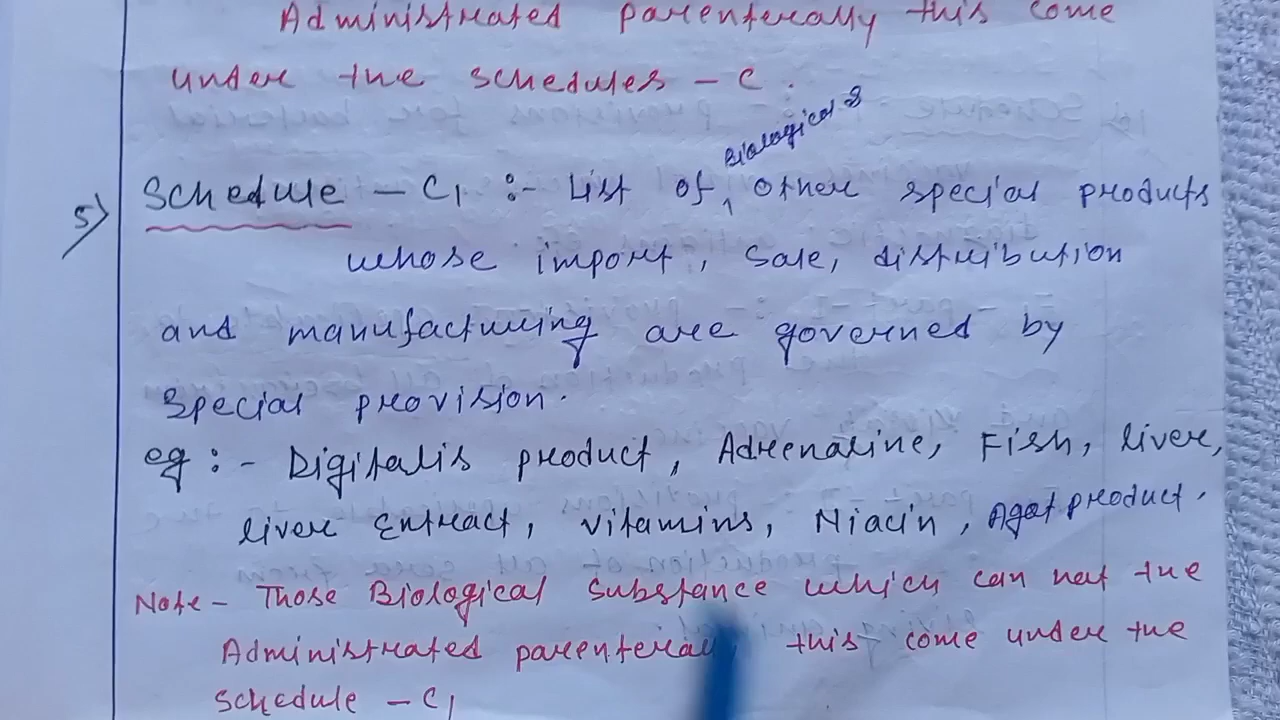 Administrated parenterally this come
under the schedules - C.
Biological &
5) Schedule - C1 :- List of other special products
whose import, sale, distribution
and manufacturing are governed by
special provision.
eg :- Digitalis product, Adrenaline, Fish, liver,
liver Entract, vitamins, Niacin, Agat product.
Note - Those Biological Substance which can not the
Administrated parenteral this come under the
schedule - C1